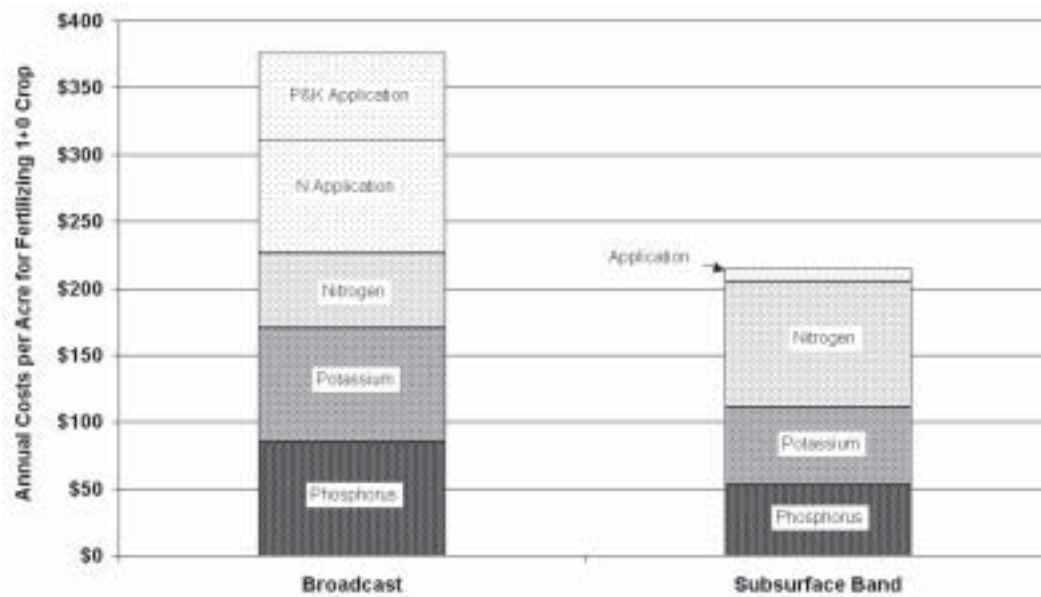 Annual Costs per Acre for Fertilizing 1+0 Crop
$400
$350
$300
$250
$200
$150
$100
$50
$0
P&K Application
N Application
Nitrogen
Potassium
Phosphorus
Application
Nitrogen
Potassium
Phosphorus
Broadcast
Subsurface Band